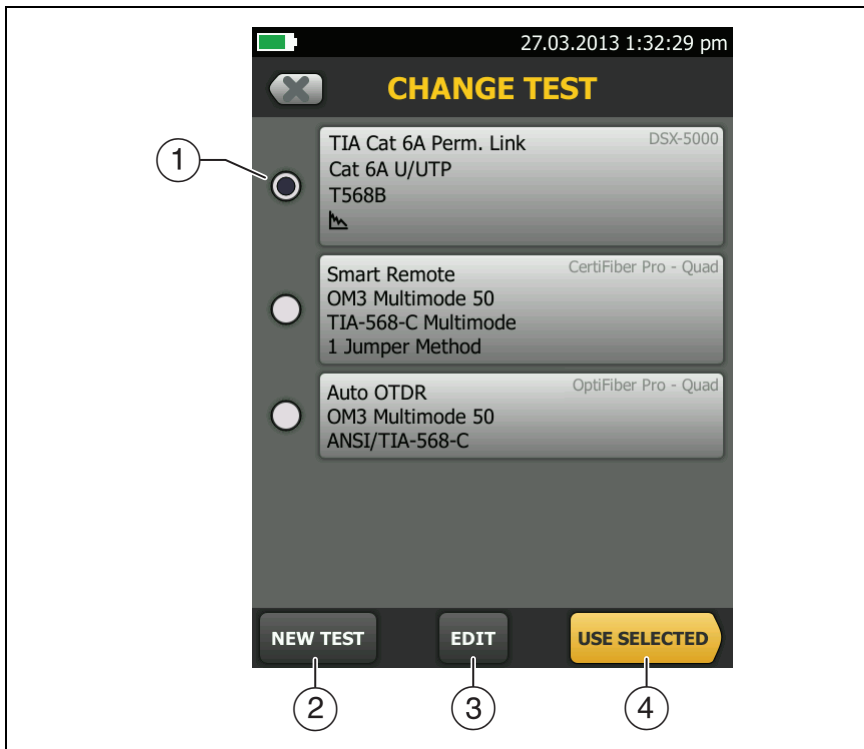 27.03.2013 1:32:29 pm
CHANGE TEST
1
TIA Cat 6A Perm. Link
DSX-5000
Cat 6A U/UTP
T568B
Smart Remote
CertiFiber Pro - Quad
OM3 Multimode 50
TIA-568-C Multimode
1 Jumper Method
Auto OTDR
OptiFiber Pro - Quad
OM3 Multimode 50
ANSI/TIA-568-C
NEW TEST
EDIT
USE SELECTED
2
3
4